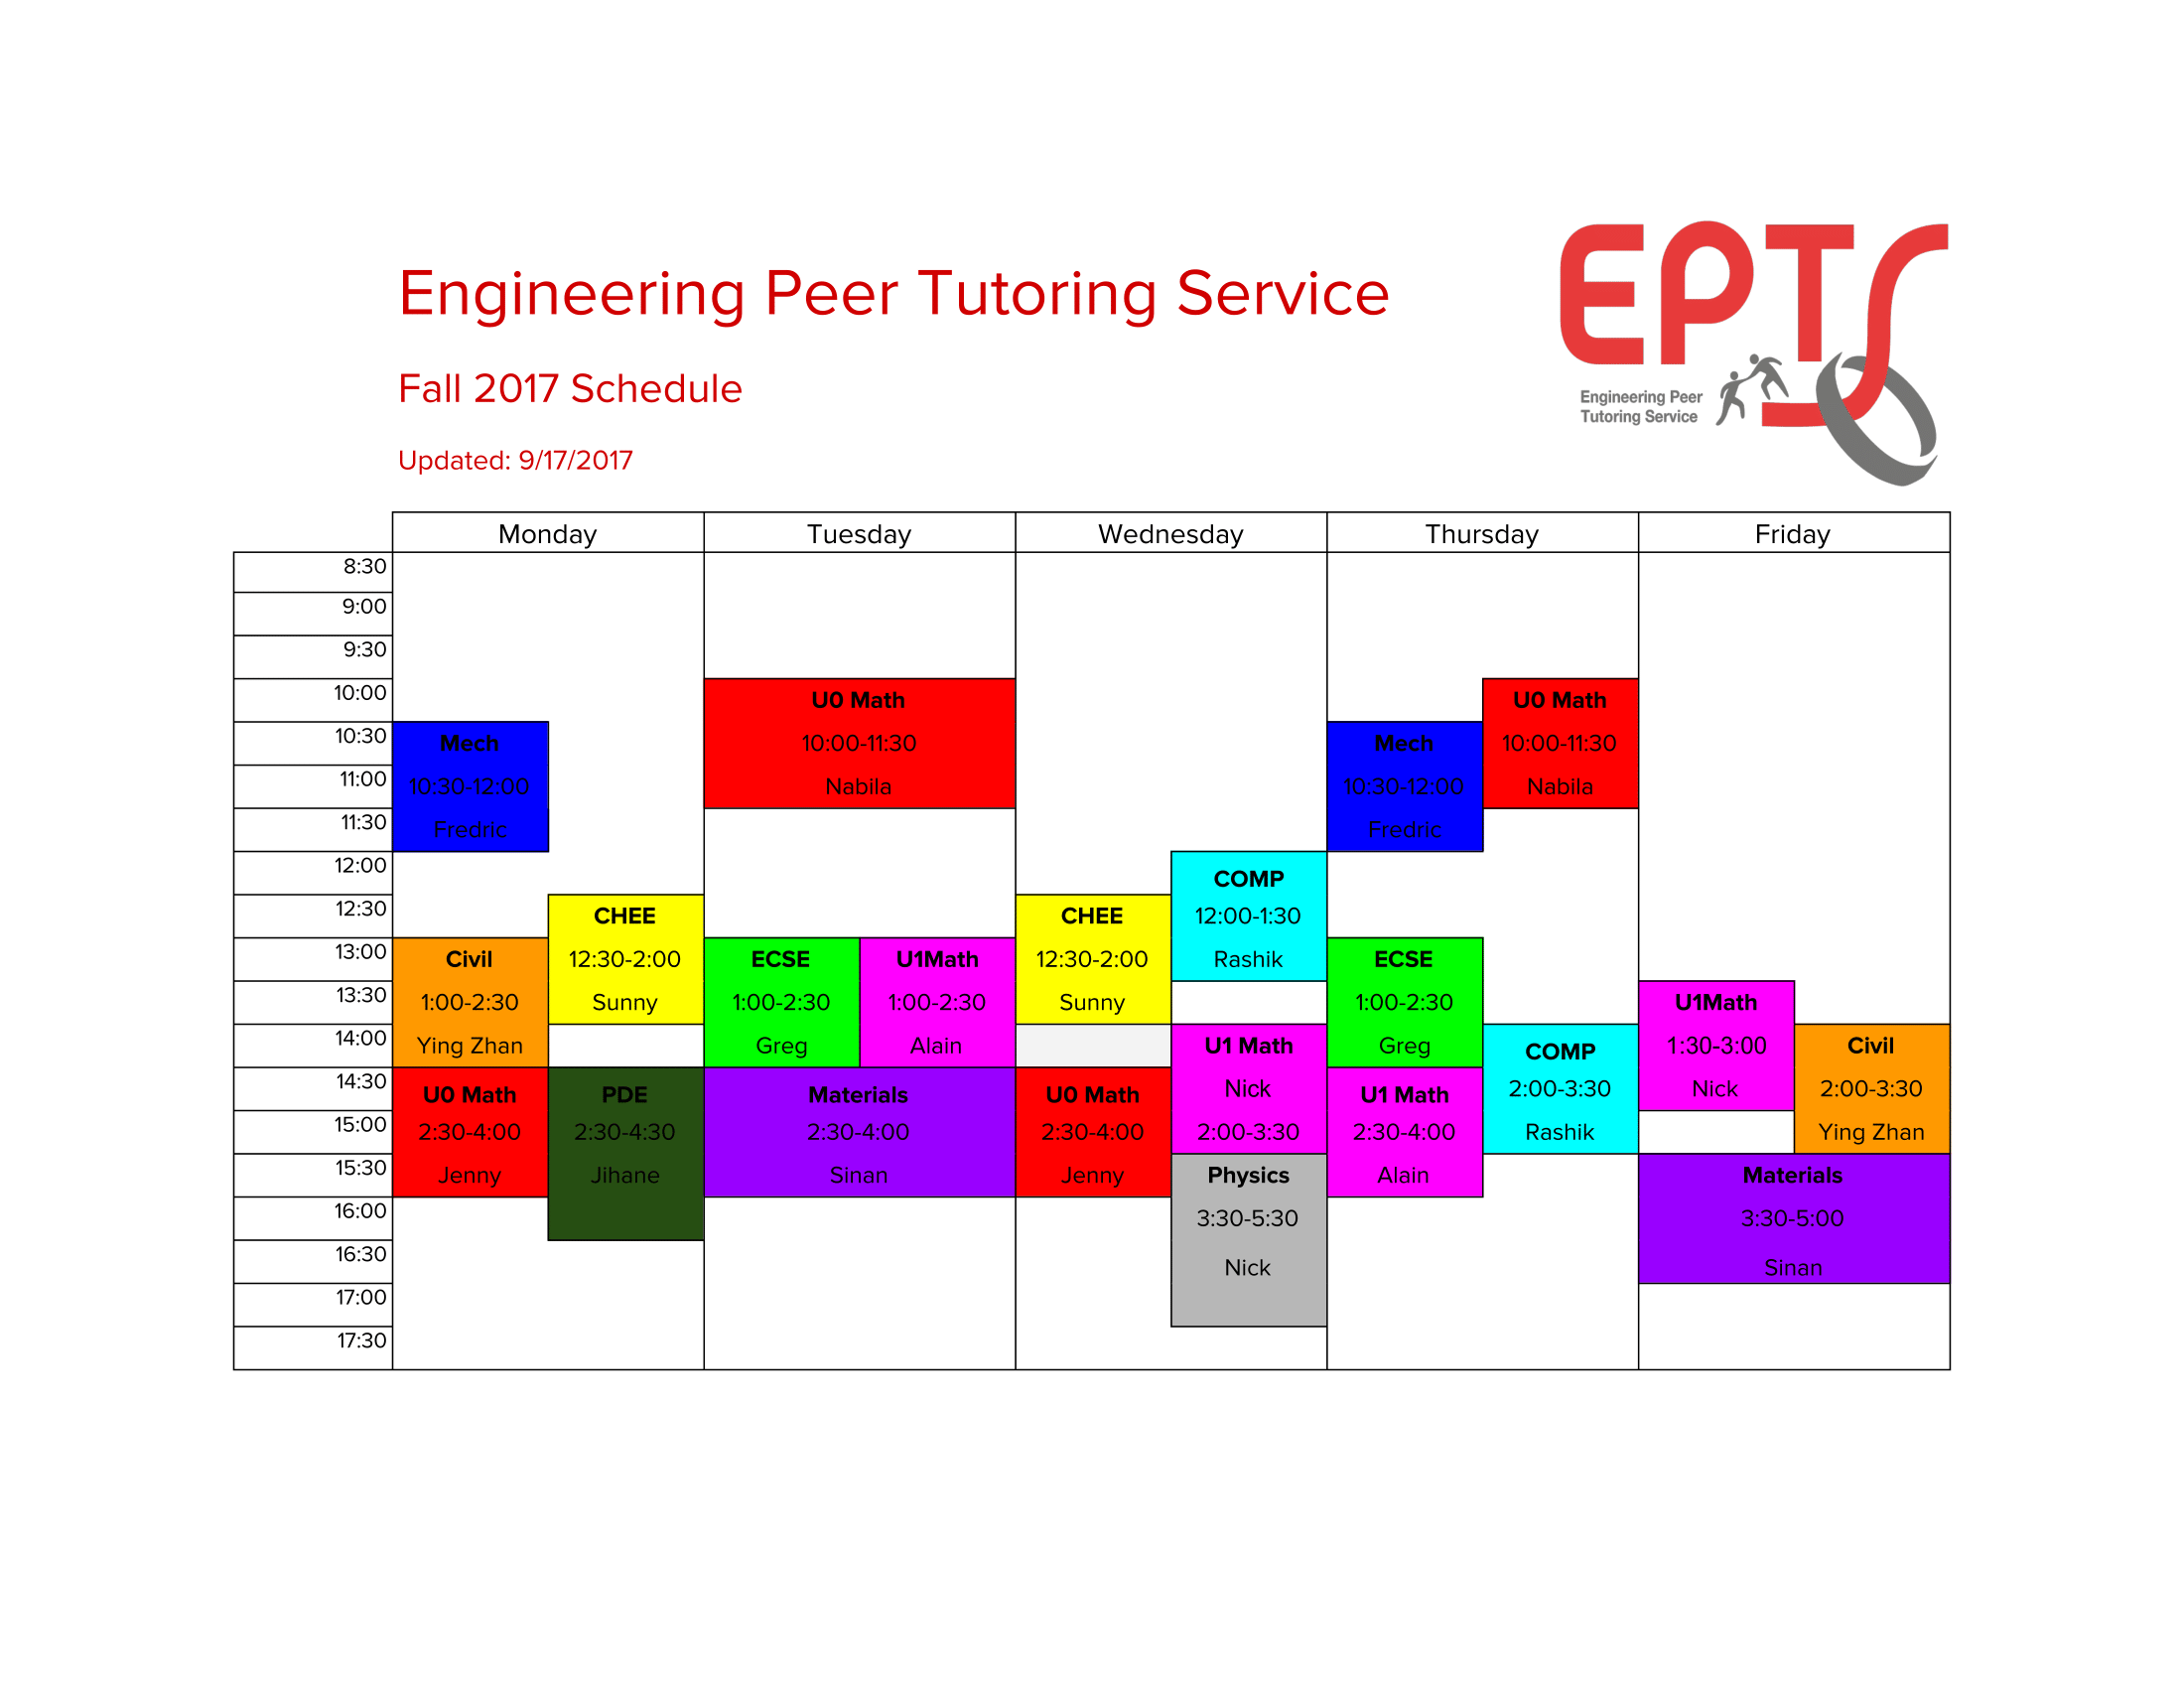 Engineering Peer Tutoring Service
Fall 2017 Schedule
Updated: 9/17/2017
EPTS
Engineering Peer
Tutoring Service
Monday Tuesday Wednesday Thursday Friday
8:30
9:00
9:30
10:00 U0 Math U0 Math
10:30 Mech 10:00-11:30 Mech 10:00-11:30
11:00 10:30-12:00 Nabila 10:30-12:00 Nabila
11:30 Fredric Fredric
12:00 COMP
12:30 CHEE CHEE 12:00-1:30
13:00 Civil 12:30-2:00 ECSE U1Math 12:30-2:00 Rashik ECSE
13:30 1:00-2:30 Sunny 1:00-2:30 1:00-2:30 Sunny 1:00-2:30 U1Math
14:00 Ying Zhan Greg Alain U1 Math Greg COMP 1:30-3:00 Civil
14:30 U0 Math PDE Materials U0 Math Nick U1 Math 2:00-3:30 Nick 2:00-3:30
15:00 2:30-4:00 2:30-4:30 2:30-4:00 2:30-4:00 2:00-3:30 2:30-4:00 Rashik Ying Zhan
15:30 Jenny Jihane Sinan Jenny Physics Alain Materials
16:00 3:30-5:30 3:30-5:00
16:30 Nick Sinan
17:00
17:30